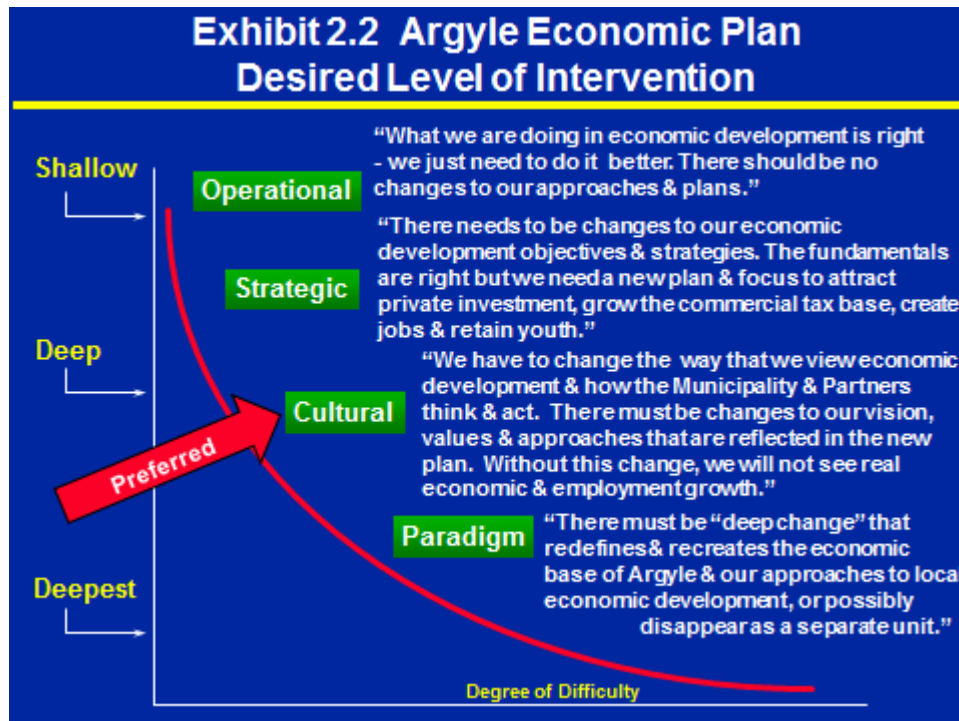 Exhibit 2.2 Argyle Economic Plan
Desired Level of Intervention
Shallow
Operational
“What we are doing in economic development is right
- we just need to do it better. There should be no
changes to our approaches & plans.”
Strategic
“There needs to be changes to our economic
development objectives & strategies. The fundamentals
are right but we need a new plan & focus to attract
private investment, grow the commercial tax base, create
jobs & retain youth.”
Deep
Cultural
“We have to change the way that we view economic
development & how the Municipality & Partners
think & act. There must be changes to our vision,
values & approaches that are reflected in the new
plan. Without this change, we will not see real
economic & employment growth.”
Preferred
Deepest
Paradigm
“There must be “deep change” that
redefines & recreates the economic
base of Argyle & our approaches to loca
economic development, or possibly
disappear as a separate unit.”
Degree of Difficulty